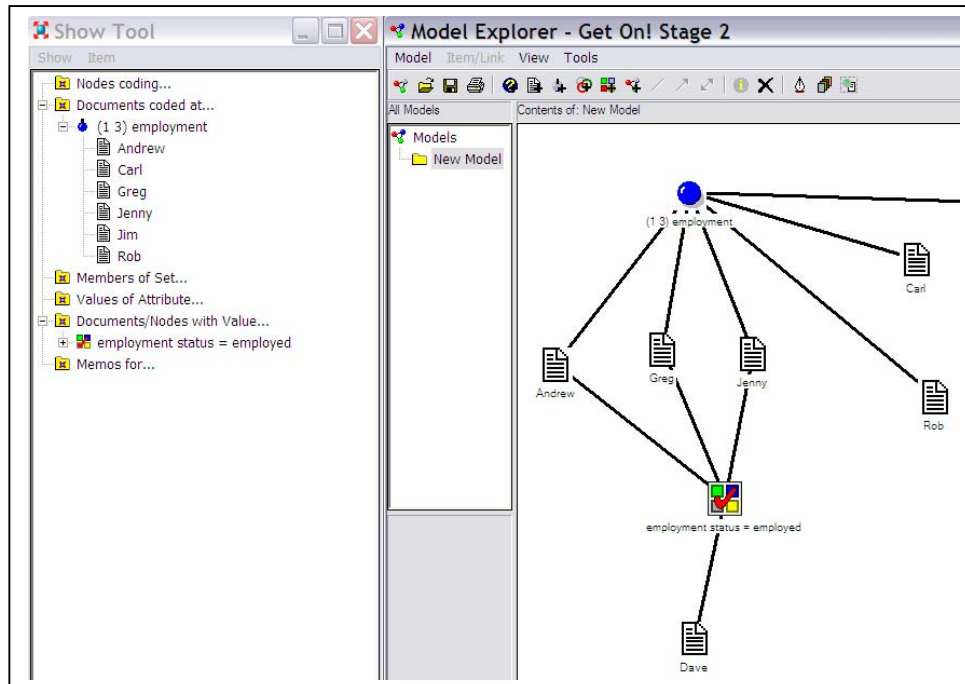 Show Tool
Show Item
Nodes coding...
Documents coded at...
(1 3) employment
Andrew
Carl
Greg
Jenny
Jim
Rob
Members of Set...
Values of Attribute...
Documents/Nodes with Value...
employment status = employed
Memos for...
Model Explorer - Get On! Stage 2
Model Item/Link View Tools
All Models
Contents of: New Model
Models
New Model
(1 3) employment
Carl
Greg
Jenny
Andrew
Rob
employment status = employed
Dave